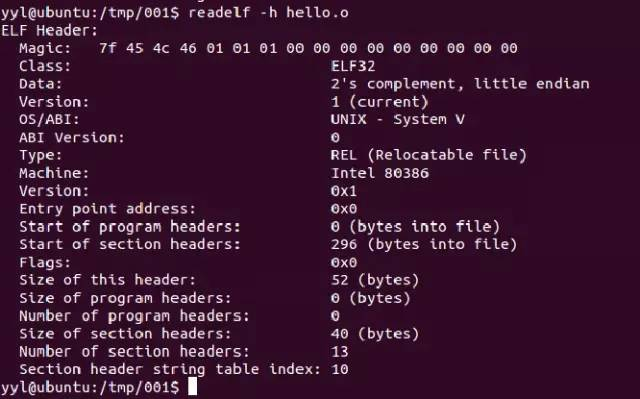 yyl@ubuntu:/tmp/001$ readelf -h hello.o
ELF Header:
  Magic:   7f 45 4c 46 01 01 01 00 00 00 00 00 00 00 00 00
  Class:                             ELF32
  Data:                              2's complement, little endian
  Version:                           1 (current)
  OS/ABI:                            UNIX - System V
  ABI Version:                       0
  Type:                              REL (Relocatable file)
  Machine:                           Intel 80386
  Version:                           0x1
  Entry point address:               0x0
  Start of program headers:          0 (bytes into file)
  Start of section headers:          296 (bytes into file)
  Flags:                             0x0
  Size of this header:               52 (bytes)
  Size of program headers:           0 (bytes)
  Number of program headers:         0
  Size of section headers:           40 (bytes)
  Number of section headers:         13
  Section header string table index: 10
yyl@ubuntu:/tmp/001$